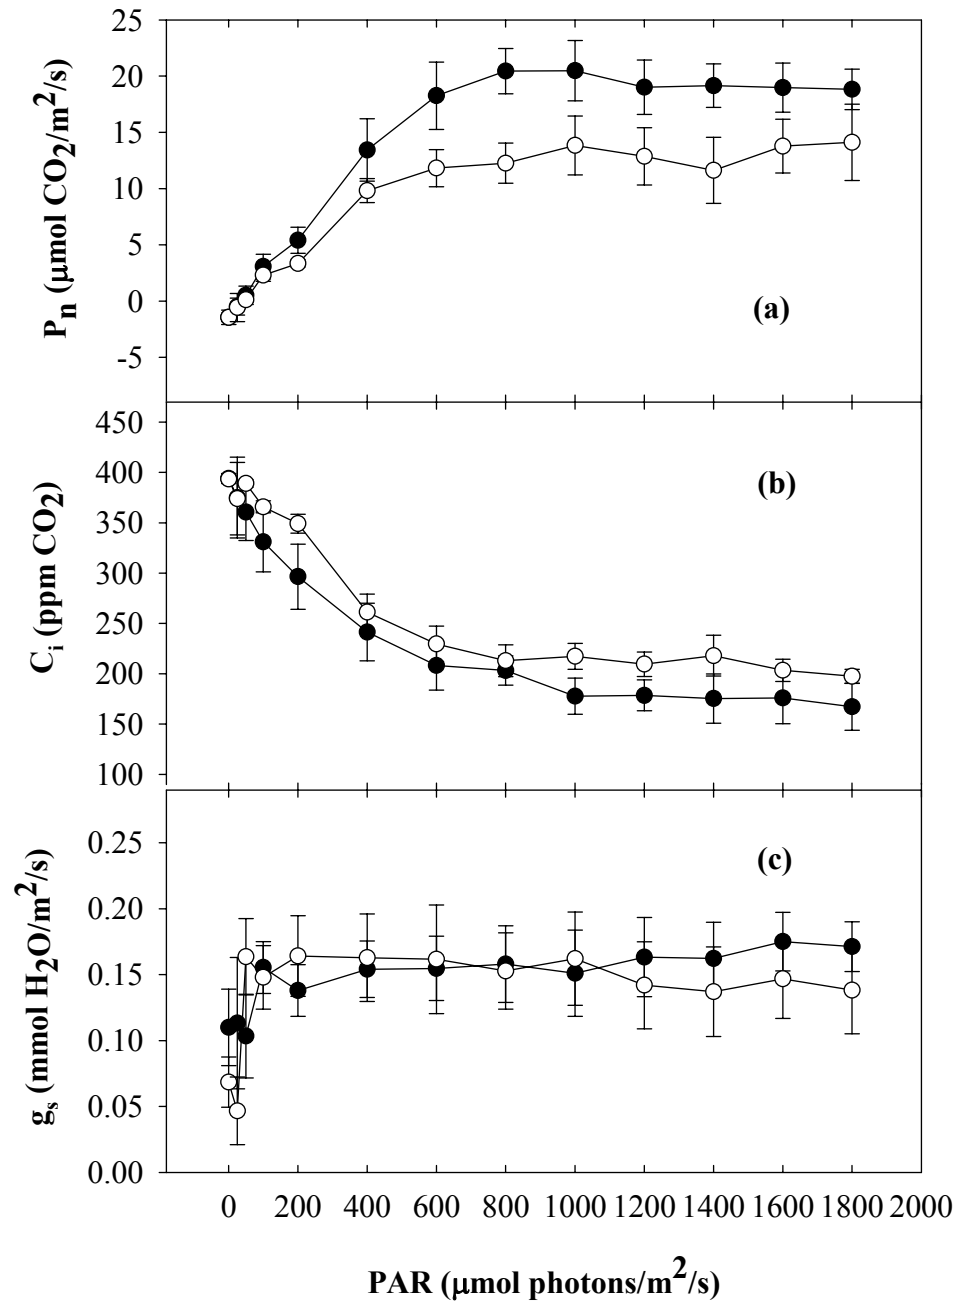 25
20
15
10
5
0
-5
Pn (μmol CO2/m2/s)
(a)
450
400
350
300
250
200
150
100
Ci (ppm CO2)
(b)
0.25
0.20
0.15
0.10
0.05
0.00
gs (mmol H2O/m2/s)
(c)
0 200 400 600 800 1000 1200 1400 1600 1800 2000
PAR (μmol photons/m2/s)